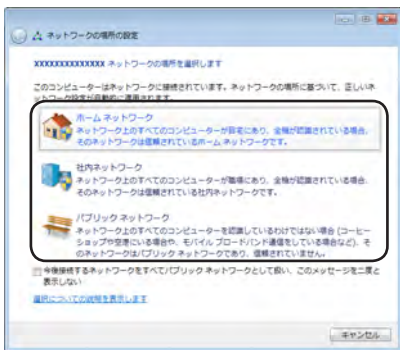 ネットワークの場所の設定
XXXXXXXXXXXXX ネットワークの場所を選択します
このコンピューターはネットワークに接続されています。ネットワークの場所に基づいて、正しいネ
ットワーク設定が自動的に適用されます。
ホーム ネットワーク
ネットワーク上のすべてのコンピューターが自宅にあり、全機が認識されている場合、
そのネットワークは信頼されているホーム ネットワークです。
社内ネットワーク
ネットワーク上のすべてのコンピューターが職場にあり、全機が認識されている場合、
そのネットワークは信頼されている社内ネットワークです。
パブリック ネットワーク
ネットワーク上のすべてのコンピューターを認識しているわけではない場合 (コーヒー
ショップや空港にいる場合や、モバイル ブロードバンド通信をしている場合など)、そ
のネットワークはパブリック ネットワークであり、信頼されていません。
今後接続するネットワークをすべてパブリック ネットワークとして扱い、このメッセージを二度と
表示しない
選択についての説明を表示します
キャンセル